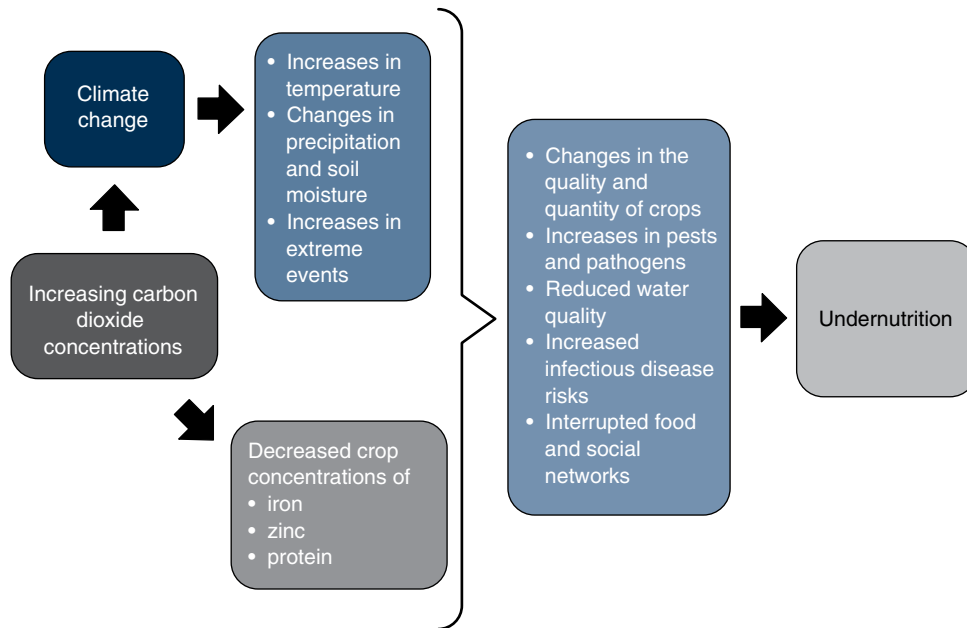 Climate
change
• Increases in
temperature
• Changes in
precipitation
and soil
moisture
• Increases in
extreme
events
Increasing carbon
dioxide
concentrations
Decreased crop
concentrations of
• iron
• zinc
• protein
• Changes in the
quality and
quantity of crops
• Increases in pests
and pathogens
• Reduced water
quality
• Increased
infectious disease
risks
• Interrupted food
and social
networks
Undernutrition